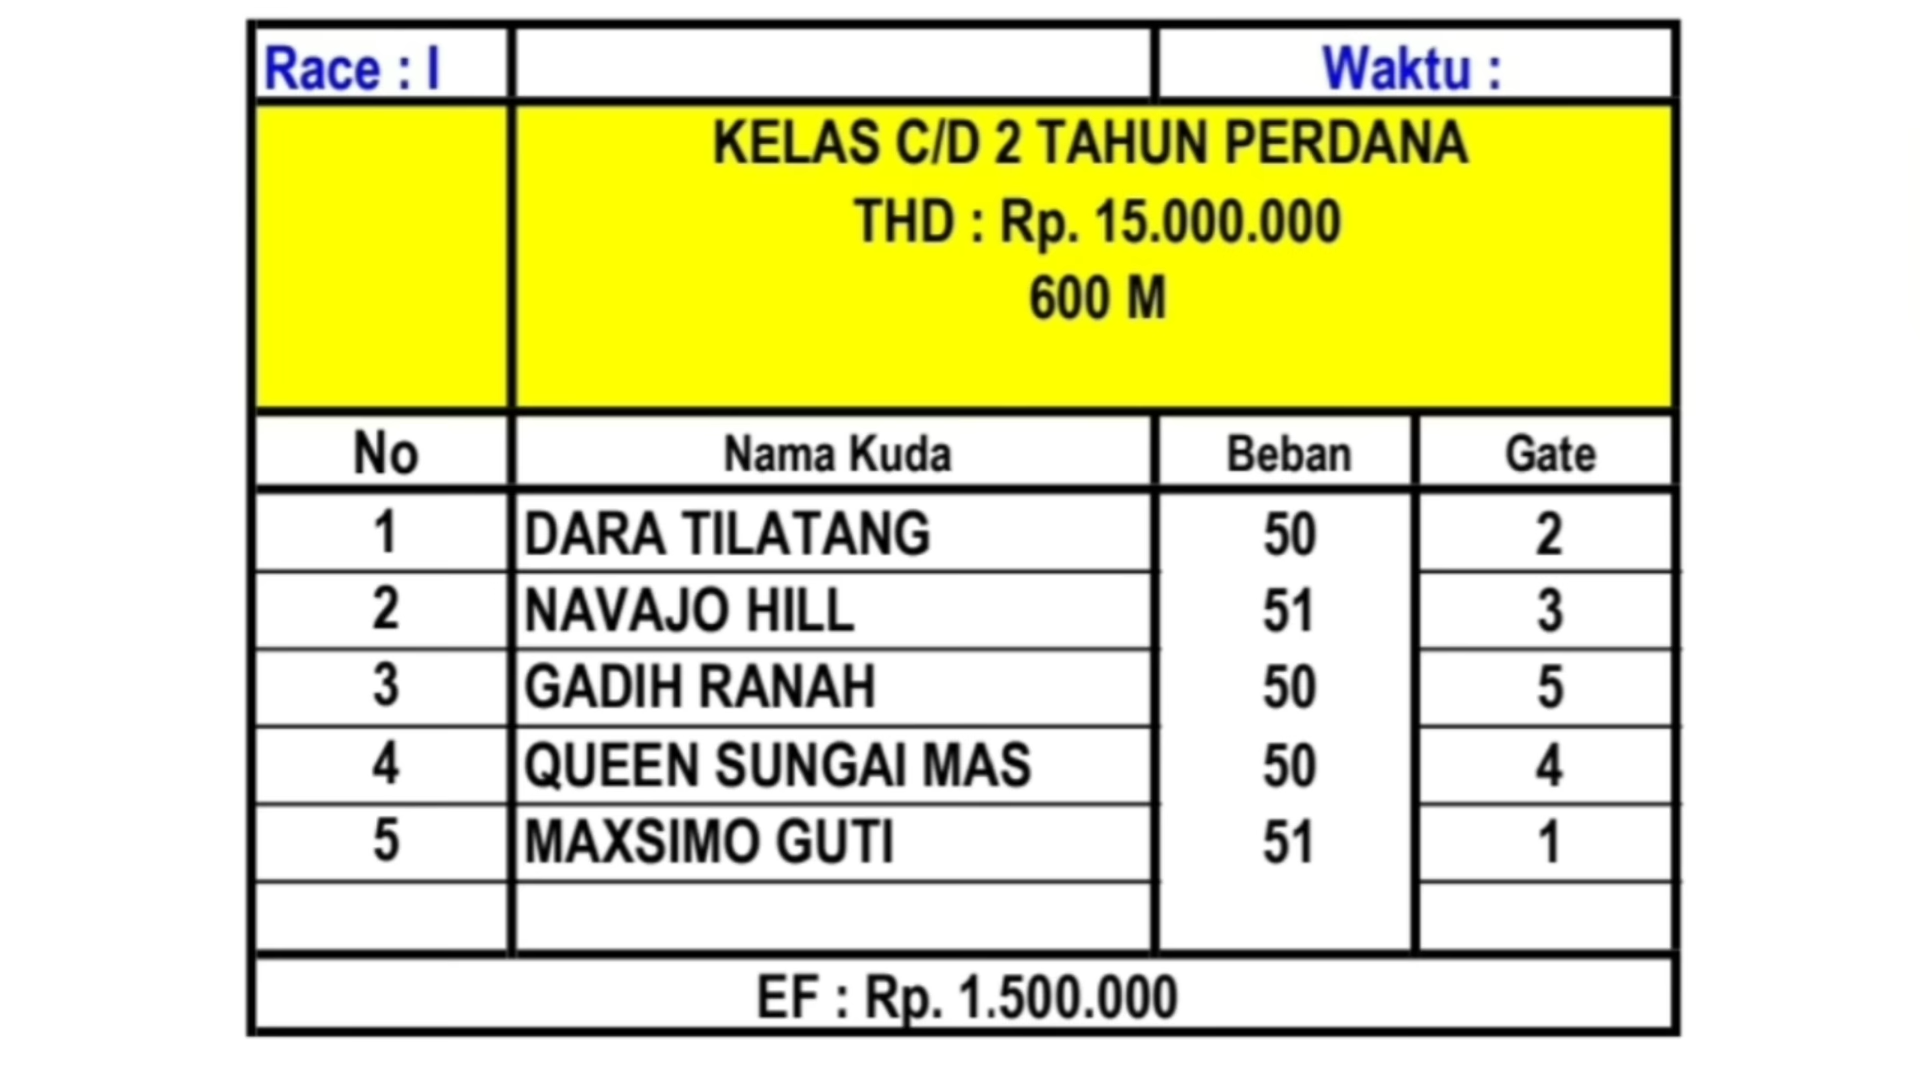 Race : I
Waktu :
KELAS C/D 2 TAHUN PERDANA
THD : Rp. 15.000.000
600 M
No Nama Kuda Beban Gate
1 DARA TILATANG 50 2
2 NAVAJO HILL 51 3
3 GADIH RANAH 50 5
4 QUEEN SUNGAI MAS 50 4
5 MAXSIMO GUTI 51 1
EF : Rp. 1.500.000